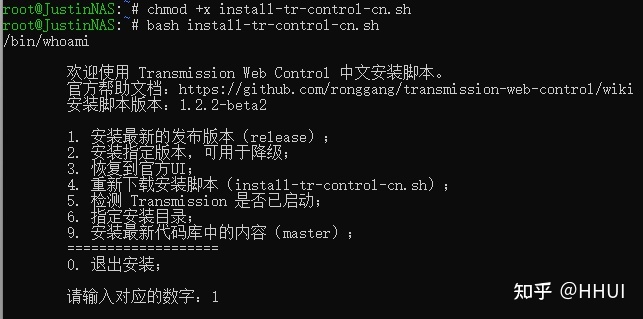 root@JustinNAS:~# chmod +x install-tr-control-cn.sh
root@JustinNAS:~# bash install-tr-control-cn.sh
/bin/whoami
欢迎使用 Transmission Web Control 中文安装脚本。
官方帮助文档：https://github.com/ronggang/transmission-web-control/wiki
安装脚本版本：1.2.2-beta2
1. 安装最新的发布版本（release）；
2. 安装指定版本，可用于降级；
3. 恢复到官方UI；
4. 重新下载安装脚本（install-tr-control-cn.sh）；
5. 检测 Transmission 是否已启动；
6. 指定安装目录；
9. 安装最新代码库中的内容（master）；
===================
0. 退出安装；
请输入对应的数字：1
知乎 @HHUI